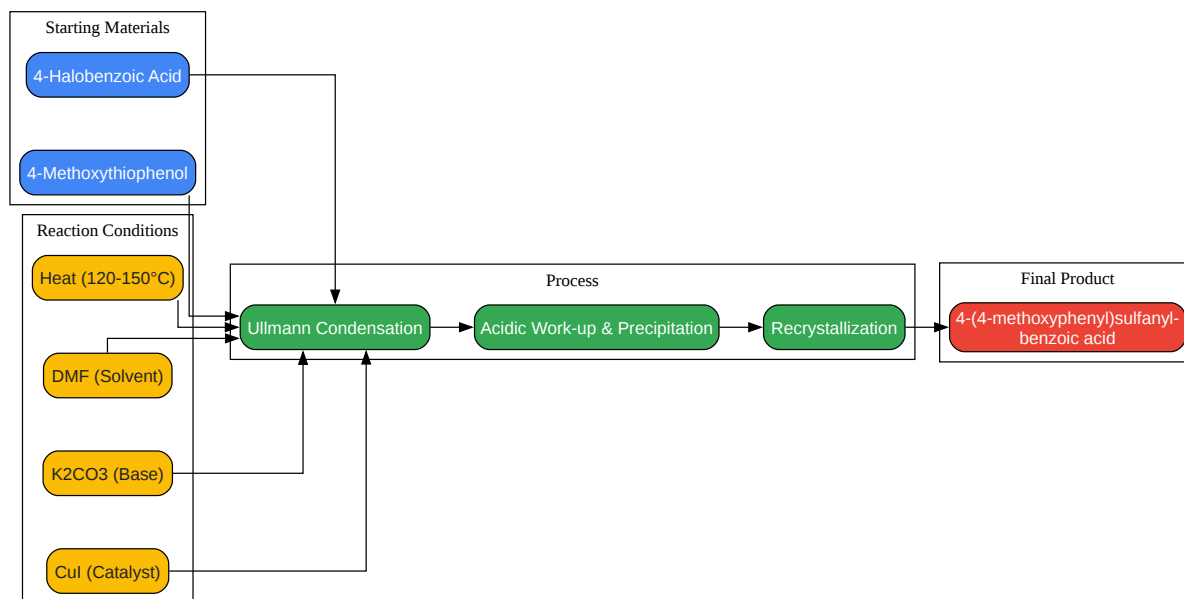 Starting Materials
4-Halobenzoic Acid
4-Methoxythiophenol
Reaction Conditions
Heat (120-150°C)
DMF (Solvent)
K2CO3 (Base)
CuI (Catalyst)
Process
Ullmann Condensation
Acidic Work-up & Precipitation
Recrystallization
Final Product
4-(4-methoxyphenyl)sulfanyl-
benzoic acid